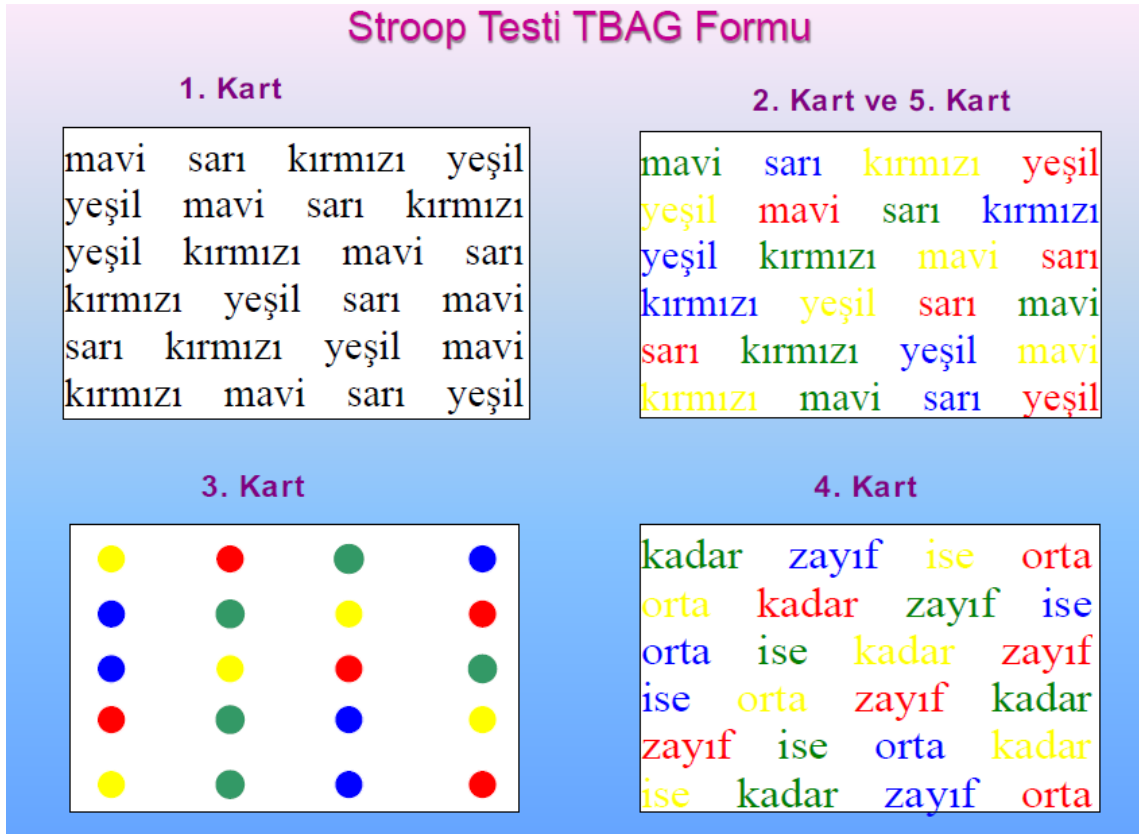 Stroop Testi TBAG Formu
1. Kart
mavi sarı kırmızı yeşil
yeşil mavi sarı kırmızı
yeşil kırmızı mavi sarı
kırmızı yeşil sarı mavi
sarı kırmızı yeşil mavi
kırmızı mavi sarı yeşil
2. Kart ve 5. Kart
mavi sarı kırmızı yeşil
yeşil mavi sarı kırmızı
yeşil kırmızı mavi sarı
kırmızı yeşil sarı mavi
sarı kırmızı yeşil mavi
kırmızı mavi sarı yeşil
3. Kart
4. Kart
kadar zayıf ise orta
orta kadar zayıf ise
orta ise kadar zayıf
ise orta zayıf kadar
zayıf ise orta kadar
ise kadar zayıf orta